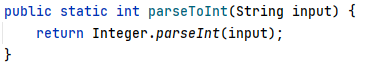 public static int parseToInt(String input) {
    return Integer.parseInt(input);
}